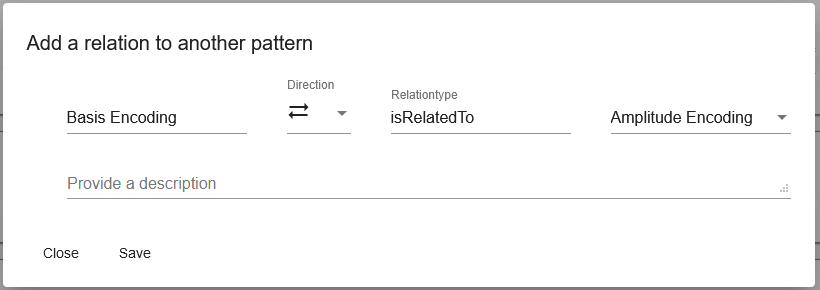 Add a relation to another pattern
Direction
Relationtype
Basis Encoding
isRelatedTo
Amplitude Encoding
Provide a description
Close
Save